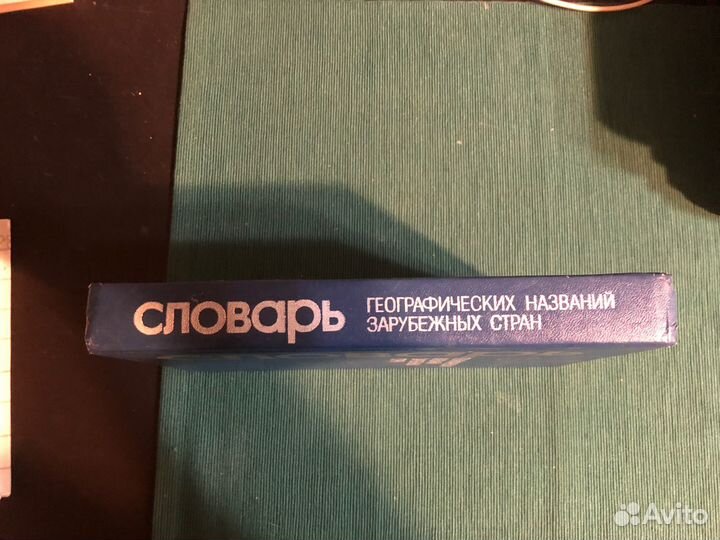 словарь
ГЕОГРАФИЧЕСКИХ НАЗВАНИЙ
ЗАРУБЕЖНЫХ СТРАН
Avito